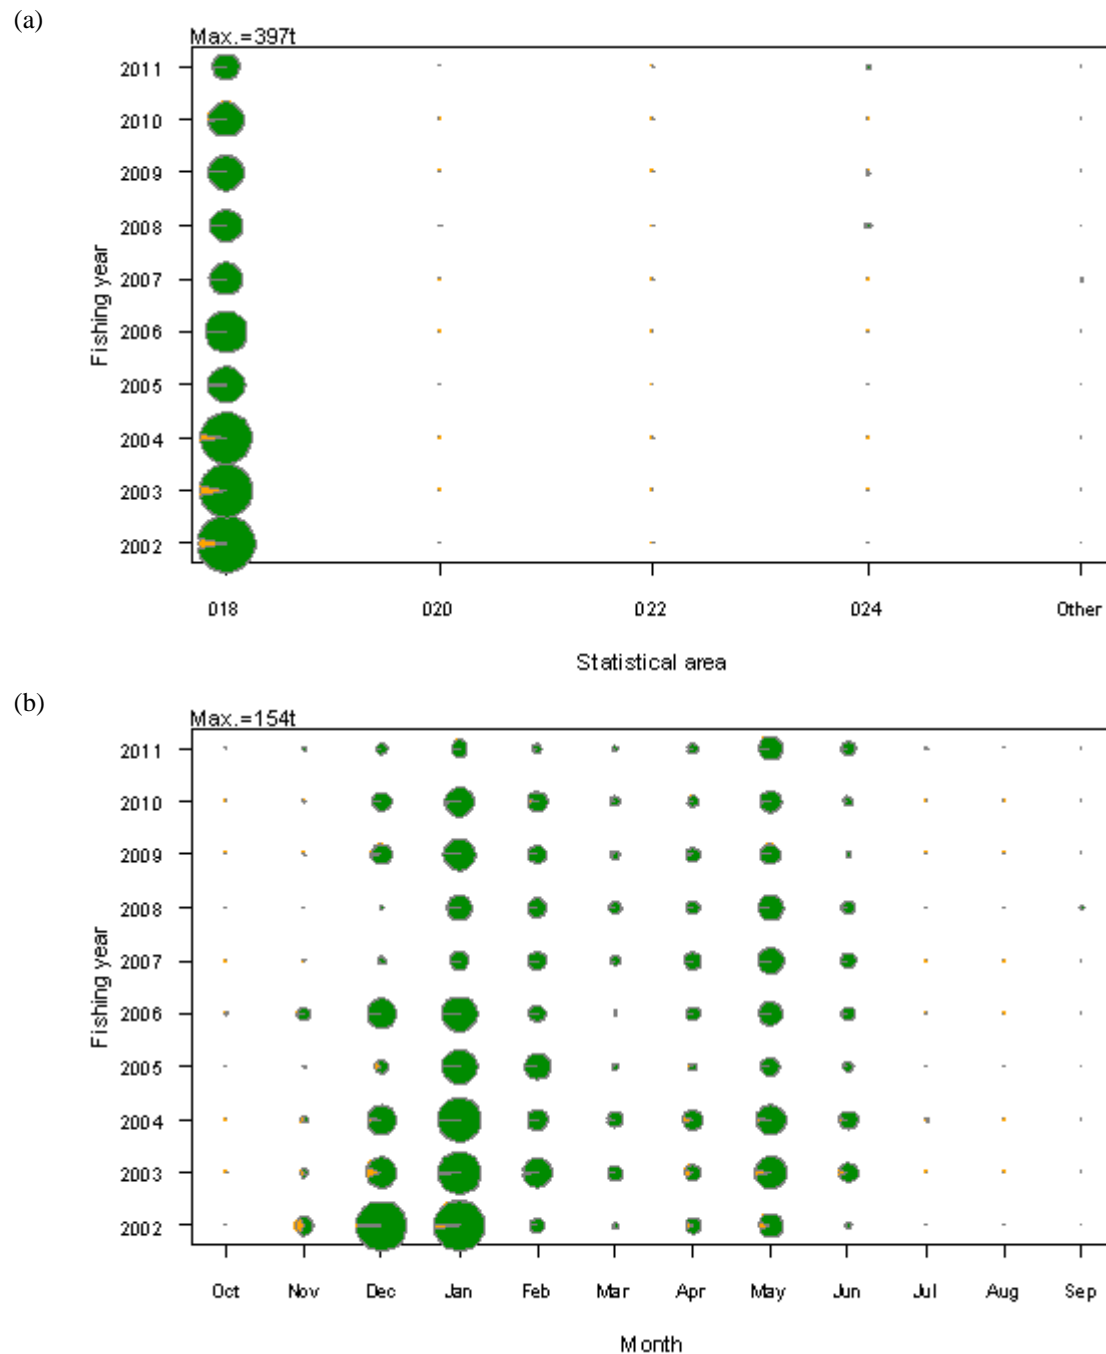 (a)
Max.=397t
2011
2010
2009
2008
2007
2006
2005
2004
2003
2002
Fishing year
018 020 022 024 Other
Statistical area
(b)
Max.=154t
2011
2010
2009
2008
2007
2006
2005
2004
2003
2002
Fishing year
Oct Nov Dec Jan Feb Mar Apr May Jun Jul Aug Sep
Month